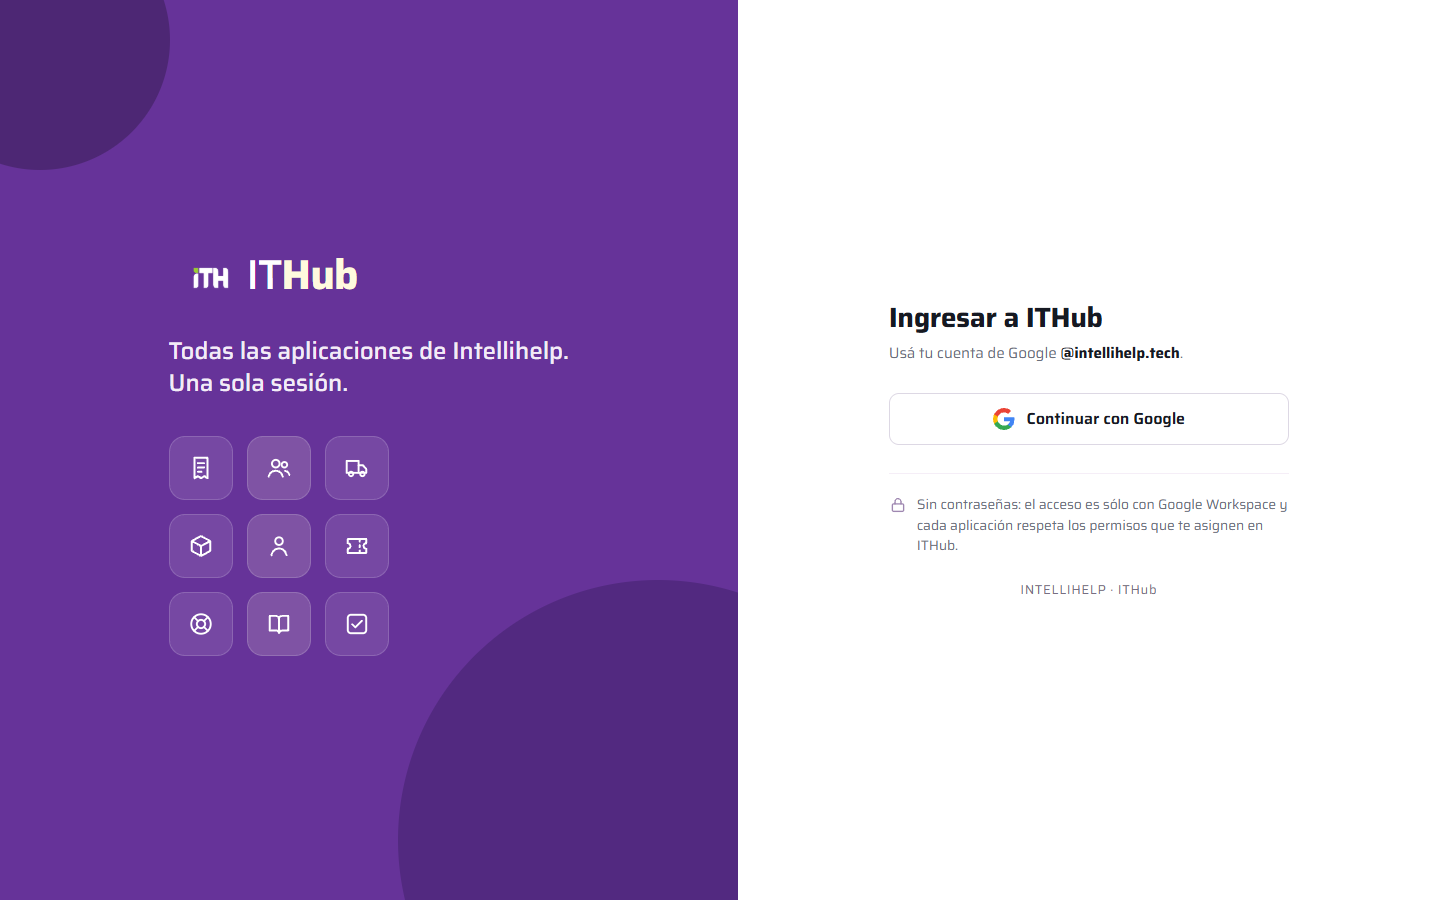 iTH ITHub
Todas las aplicaciones de Intellihelp.
Una sola sesión.
Ingresar a ITHub
Usá tu cuenta de Google @intellihelp.tech.
Continuar con Google
Sin contraseñas: el acceso es sólo con Google Workspace y
cada aplicación respeta los permisos que te asignen en
ITHub.
INTELLIHELP · ITHub